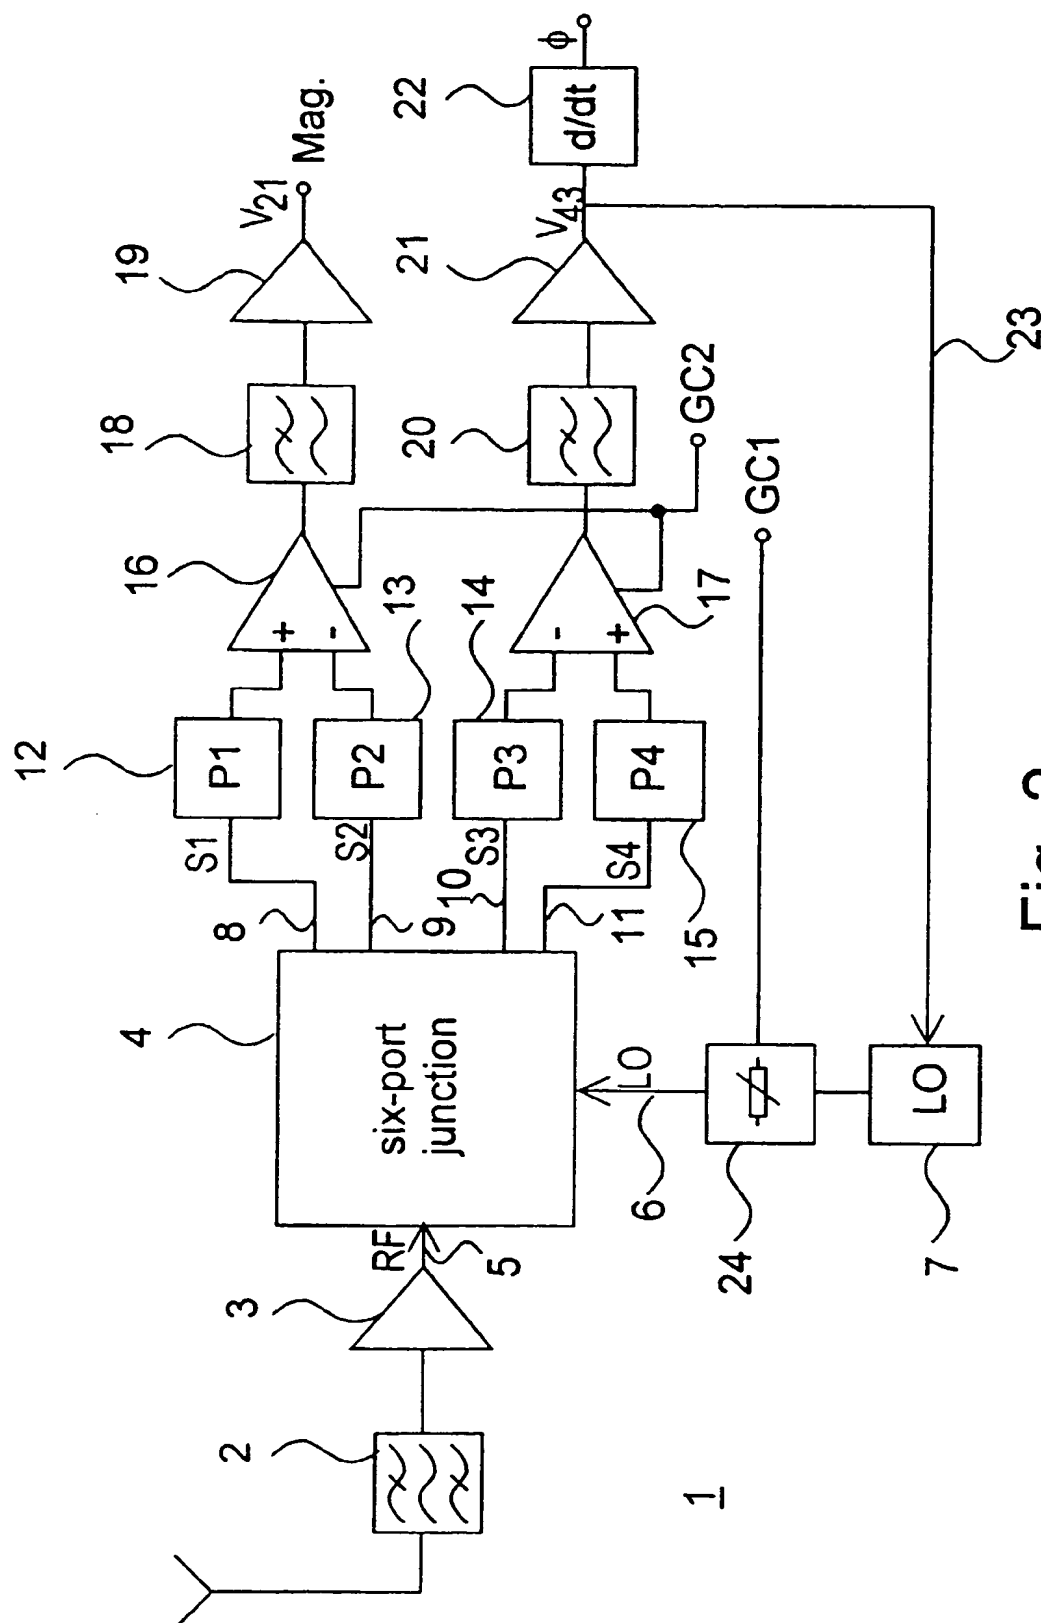 1
2
3
RF
5
4
six-port
junction
LO
6
24
7
LO
8
9
10
11
S1
S2
S3
S4
12
P1
P2
P3
P4
13
14
15
16
+
-
-
+
17
18
20
GC2
GC1
19
V21
Mag.
21
V43
22
d/dt
ϕ
23